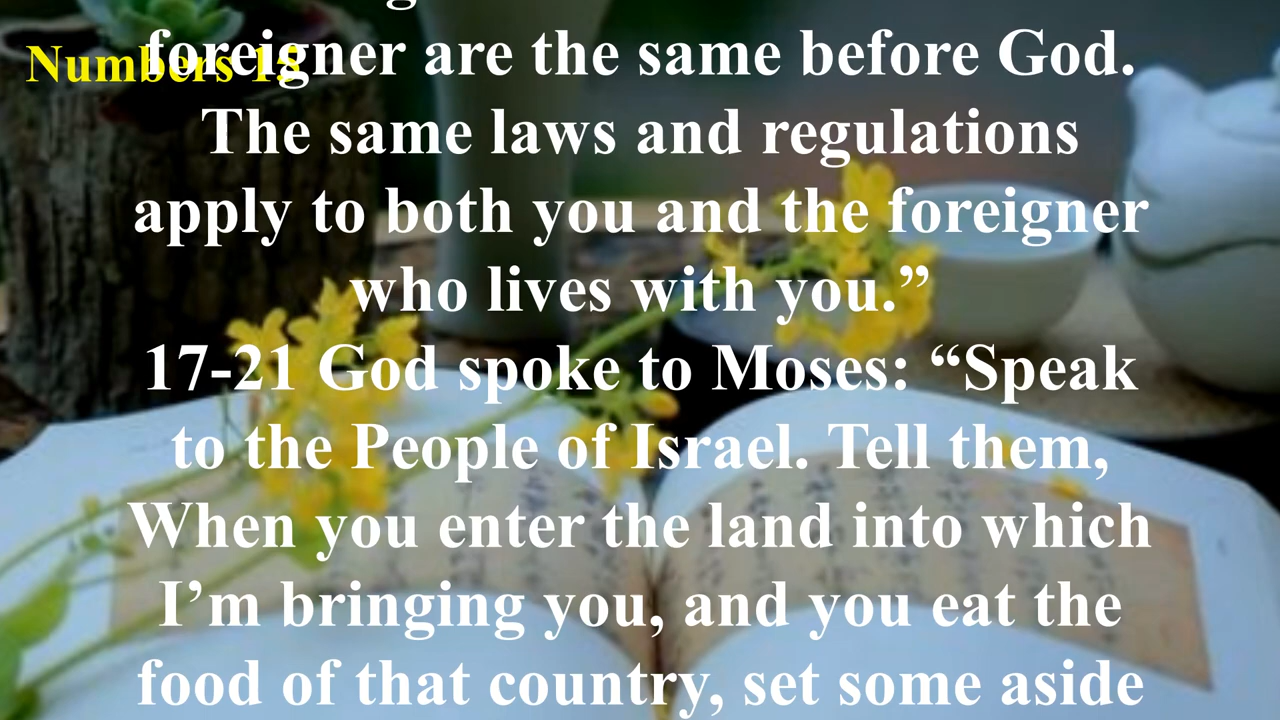 Numbers 15
foreigner are the same before God.
The same laws and regulations
apply to both you and the foreigner
who lives with you.”
17-21 God spoke to Moses: “Speak
to the People of Israel. Tell them,
When you enter the land into which
I’m bringing you, and you eat the
food of that country, set some aside